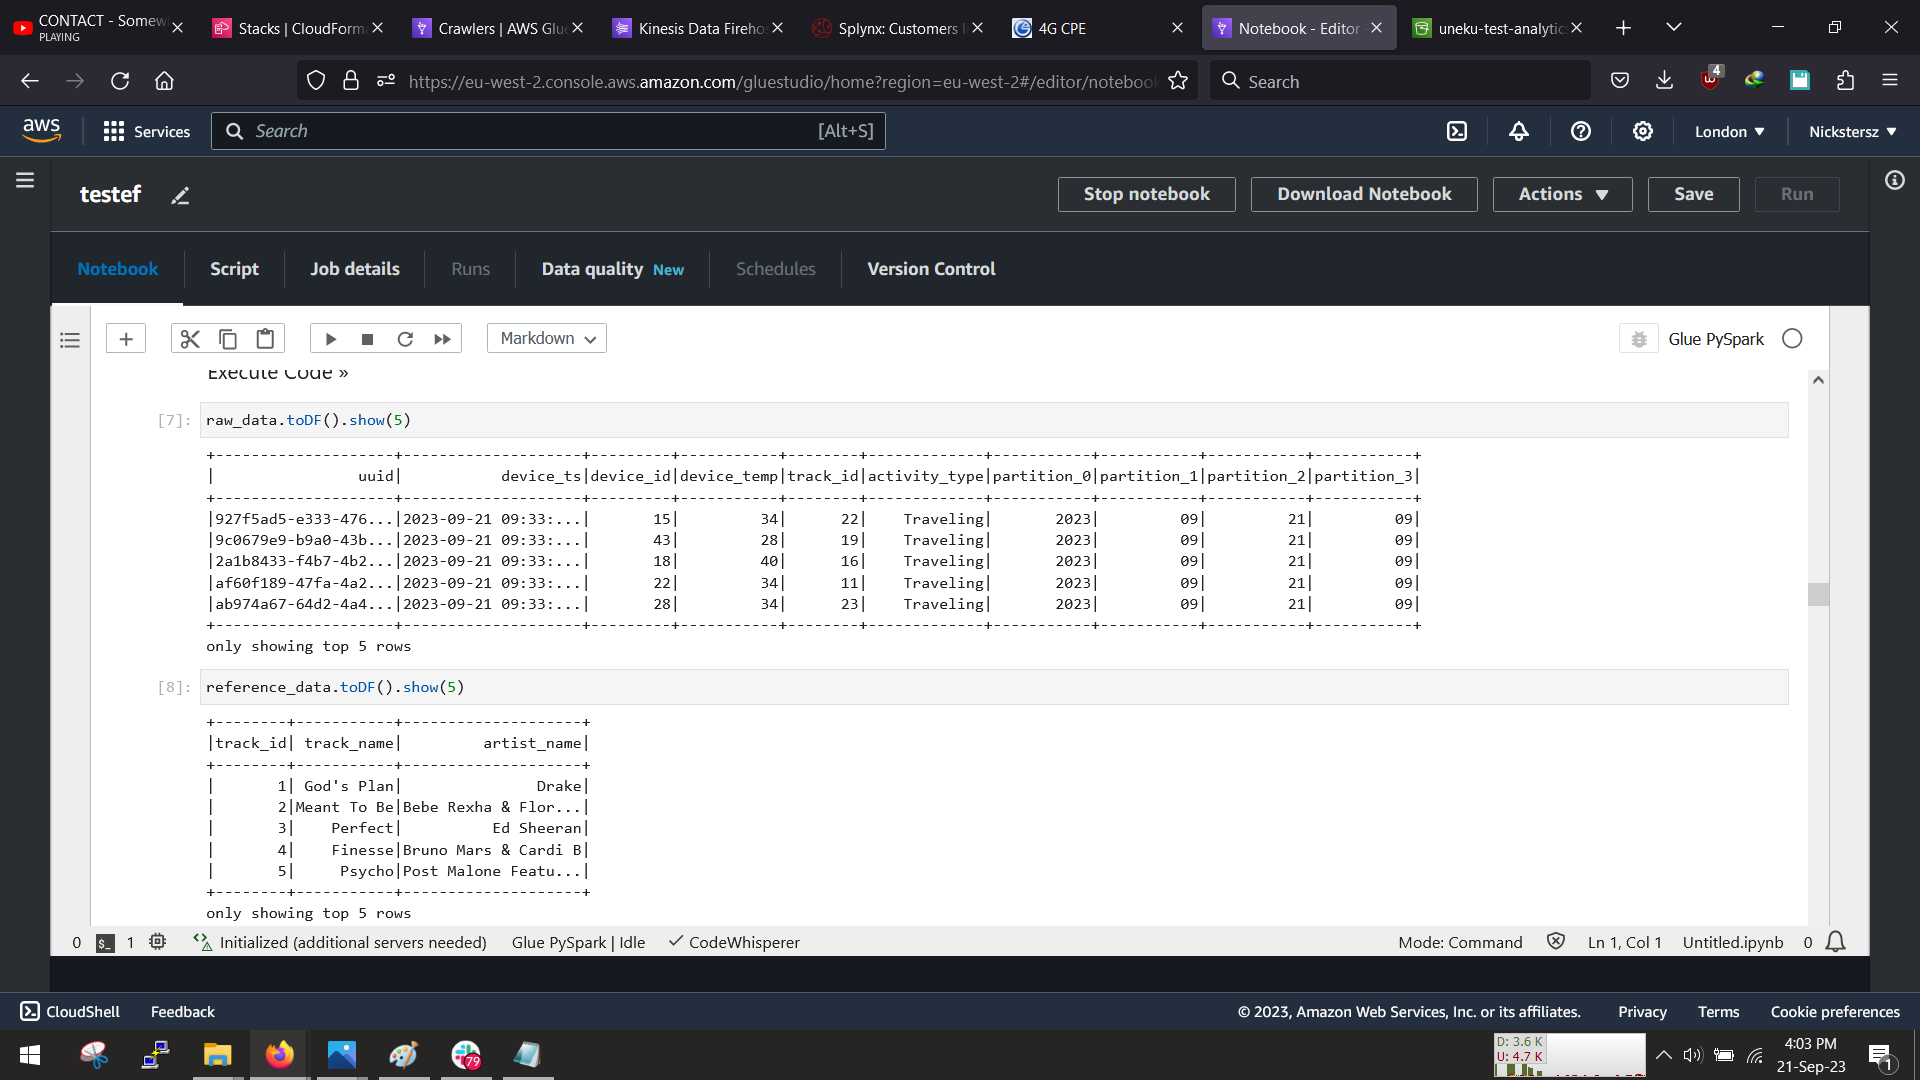 CONTACT - Somew
PLAYING
Stacks | CloudForma
Crawlers | AWS Glue
Kinesis Data Firehos
Splynx: Customers li
4G CPE
Notebook - Editor -
uneku-test-analytics
https://eu-west-2.console.aws.amazon.com/gluestudio/home?region=eu-west-2#/editor/notebook
Search
4
aws
Services
Search
[Alt+S]
London ▼
Nickstersz ▼
testef
Stop notebook
Download Notebook
Actions ▼
Save
Run
Notebook
Script
Job details
Runs
Data quality New
Schedules
Version Control
Markdown
Glue PySpark
Execute Code »
[7]: raw_data.toDF().show(5)
+--------------------+--------------------+---------+-----------+--------+-------------+-----------+-----------+-----------+-----------+
|                uuid|           device_ts|device_id|device_temp|track_id|activity_type|partition_0|partition_1|partition_2|partition_3|
+--------------------+--------------------+---------+-----------+--------+-------------+-----------+-----------+-----------+-----------+
|927f5ad5-e333-476...|2023-09-21 09:33:...|       15|         34|      22|    Traveling|       2023|         09|         21|         09|
|9c0679e9-b9a0-43b...|2023-09-21 09:33:...|       43|         28|      19|    Traveling|       2023|         09|         21|         09|
|2a1b8433-f4b7-4b2...|2023-09-21 09:33:...|       18|         40|      16|    Traveling|       2023|         09|         21|         09|
|af60f189-47fa-4a2...|2023-09-21 09:33:...|       22|         34|      11|    Traveling|       2023|         09|         21|         09|
|ab974a67-64d2-4a4...|2023-09-21 09:33:...|       28|         34|      23|    Traveling|       2023|         09|         21|         09|
+--------------------+--------------------+---------+-----------+--------+-------------+-----------+-----------+-----------+-----------+
only showing top 5 rows
[8]: reference_data.toDF().show(5)
+--------+-----------+--------------------+
|track_id| track_name|         artist_name|
+--------+-----------+--------------------+
|       1| God's Plan|               Drake|
|       2|Meant To Be|Bebe Rexha & Flor...|
|       3|    Perfect|          Ed Sheeran|
|       4|    Finesse|Bruno Mars & Cardi B|
|       5|     Psycho|Post Malone Featu...|
+--------+-----------+--------------------+
only showing top 5 rows
0
$_
1
Initialized (additional servers needed)
Glue PySpark | Idle
CodeWhisperer
Mode: Command
Ln 1, Col 1
Untitled.ipynb
0
CloudShell
Feedback
© 2023, Amazon Web Services, Inc. or its affiliates.
Privacy
Terms
Cookie preferences
79
D: 3.6 K
U: 4.7 K
4:03 PM
21-Sep-23
1